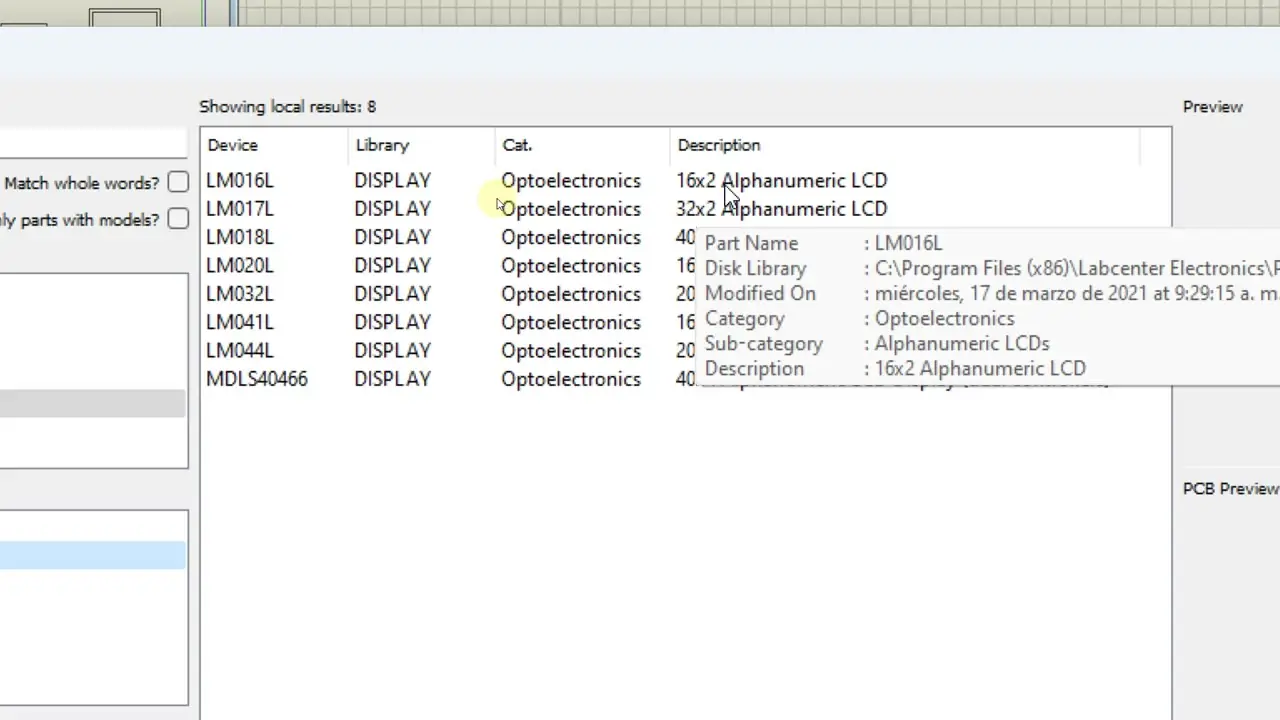 Showing local results: 8
Preview
Device Library Cat. Description
Match whole words?
LM016L DISPLAY Optoelectronics 16x2 Alphanumeric LCD
parts with models?
LM017L DISPLAY Optoelectronics 32x2 Alphanumeric LCD
LM018L DISPLAY Optoelectronics 40
LM020L DISPLAY Optoelectronics 16
LM032L DISPLAY Optoelectronics 20
LM041L DISPLAY Optoelectronics 16
LM044L DISPLAY Optoelectronics 20
MDLS40466 DISPLAY Optoelectronics 40
Part Name : LM016L
Disk Library : C:\Program Files (x86)\Labcenter Electronics\
Modified On : miércoles, 17 de marzo de 2021 at 9:29:15 a. m.
Category : Optoelectronics
Sub-category : Alphanumeric LCDs
Description : 16x2 Alphanumeric LCD
PCB Preview